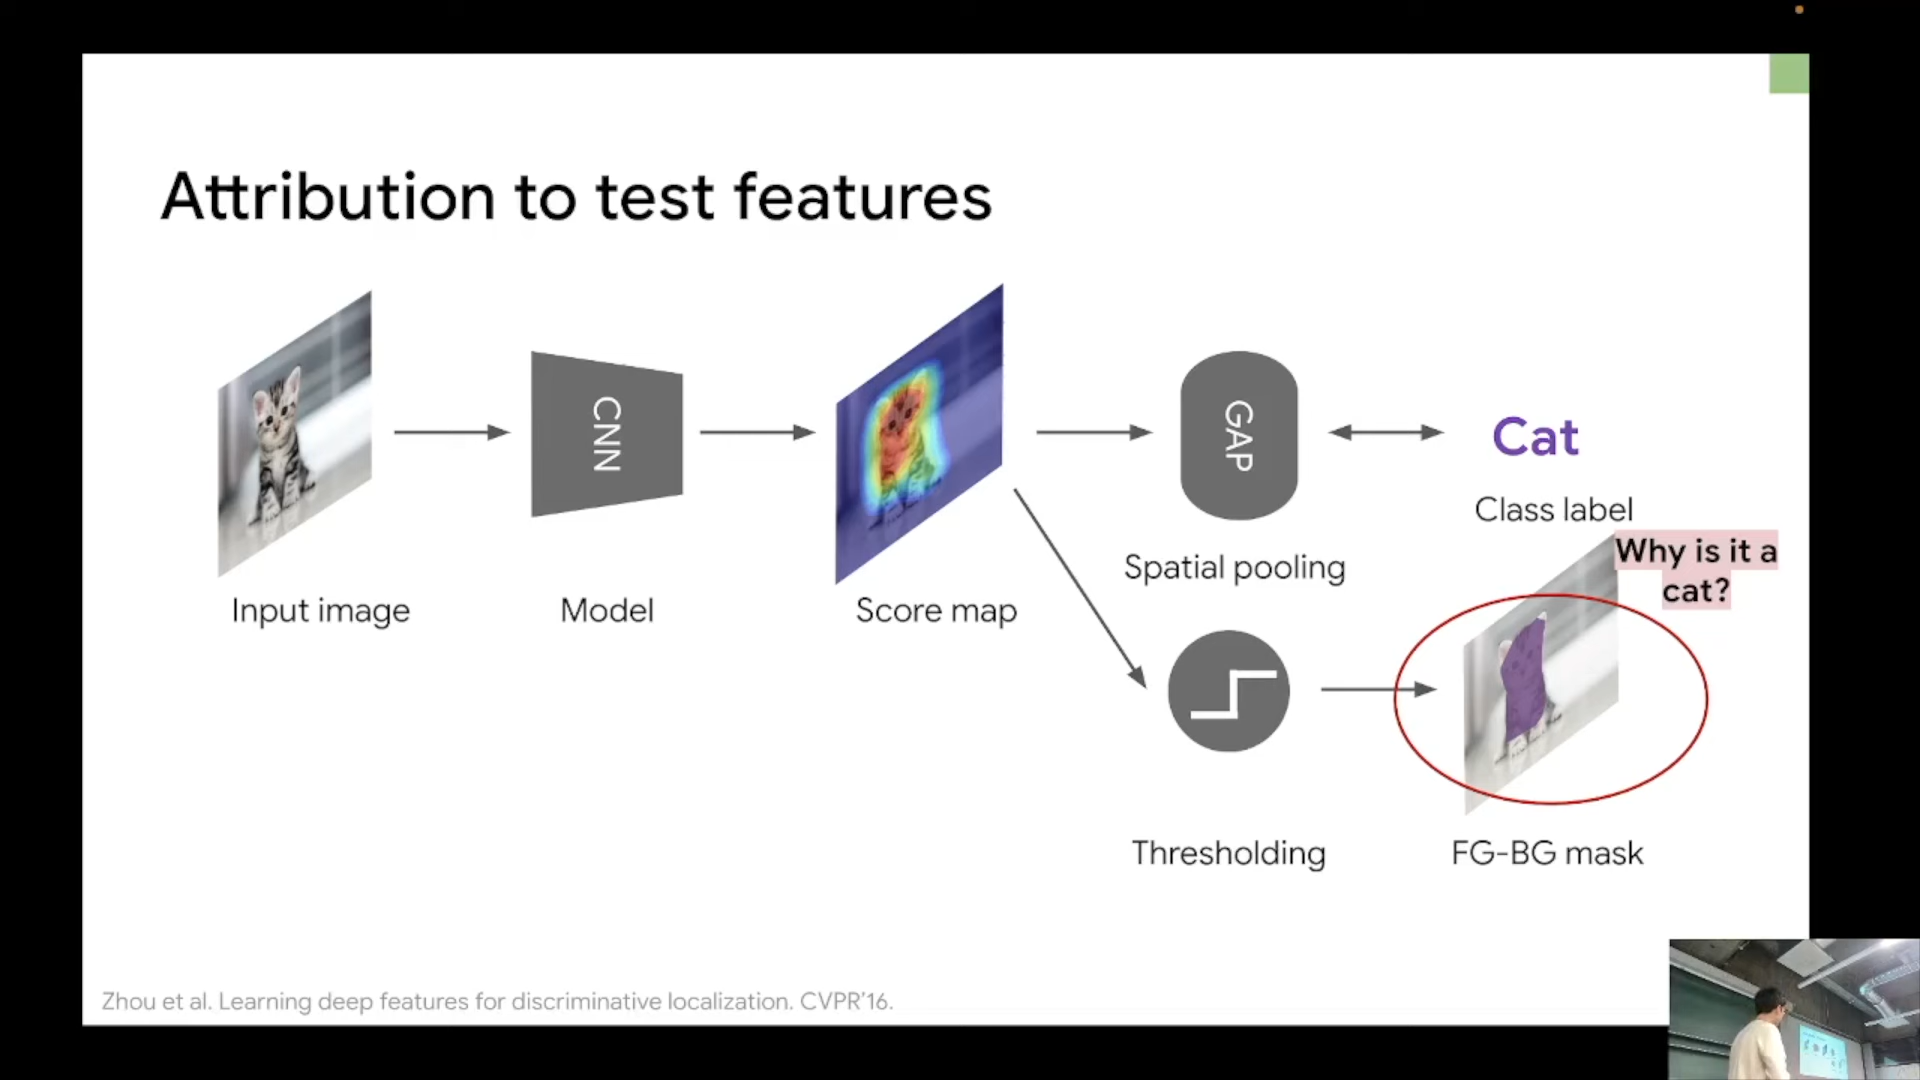 Attribution to test features
CNN
GAP
Cat
Class label
Why is it a
cat?
Spatial pooling
Input image
Model
Score map
Thresholding
FG-BG mask
Zhou et al. Learning deep features for discriminative localization. CVPR'16.